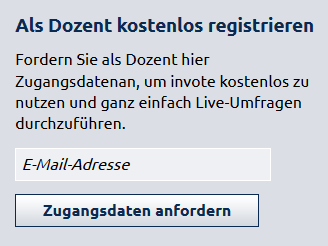 Als Dozent kostenlos registrieren
Fordern Sie als Dozent hier
Zugangsdatenan, um invote kostenlos zu
nutzen und ganz einfach Live-Umfragen
durchzuführen.
E-Mail-Adresse
Zugangsdaten anfordern